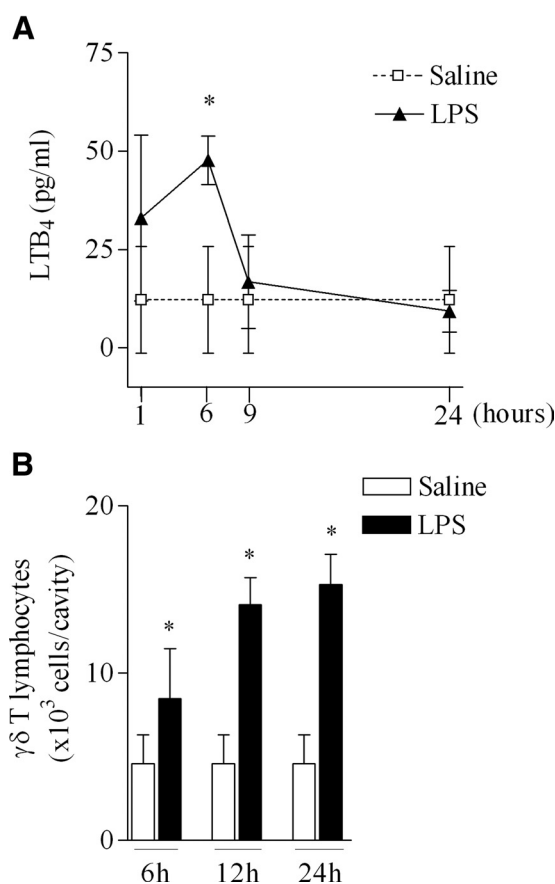 A
75
50
25
0
LTB4 (pg/ml)
*
Saline
LPS
1 6 9 24 (hours)
B
20
10
0
γδ T lymphocytes
(x10³ cells/cavity)
Saline
LPS
* * *
6h 12h 24h